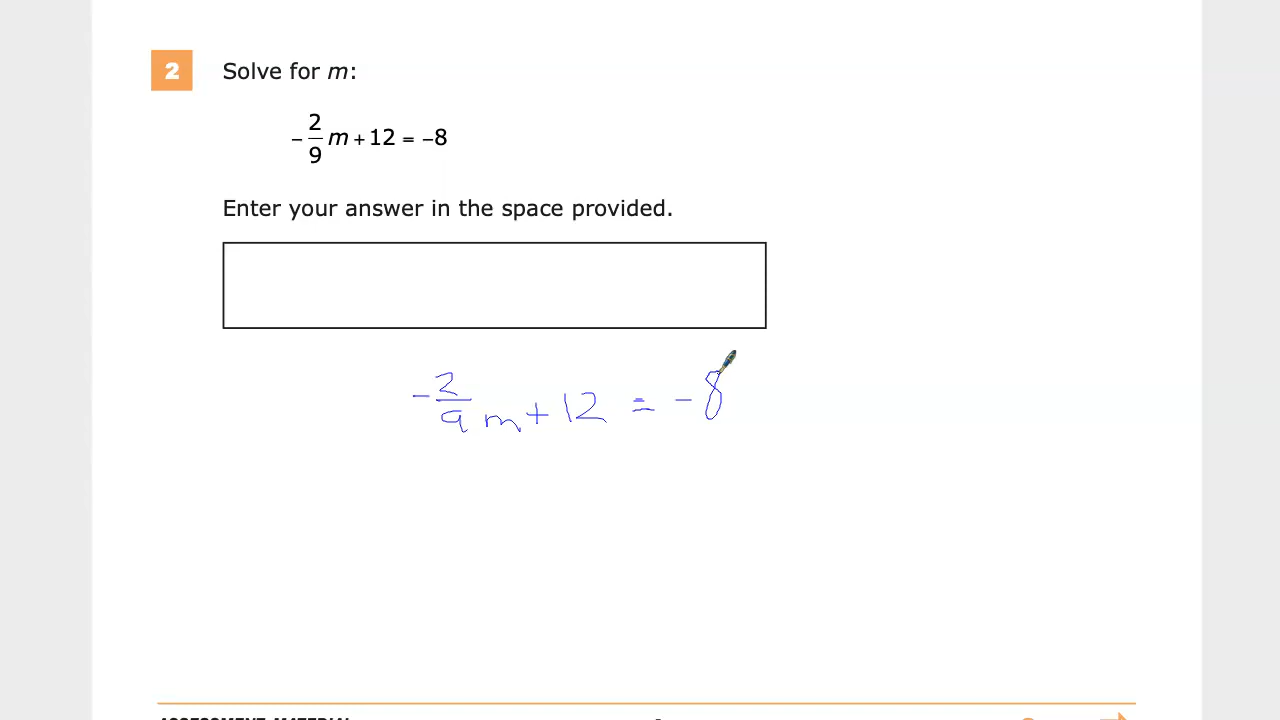 2 Solve for m:
-2/9 m + 12 = -8
Enter your answer in the space provided.
-2/9 m + 12 = -8